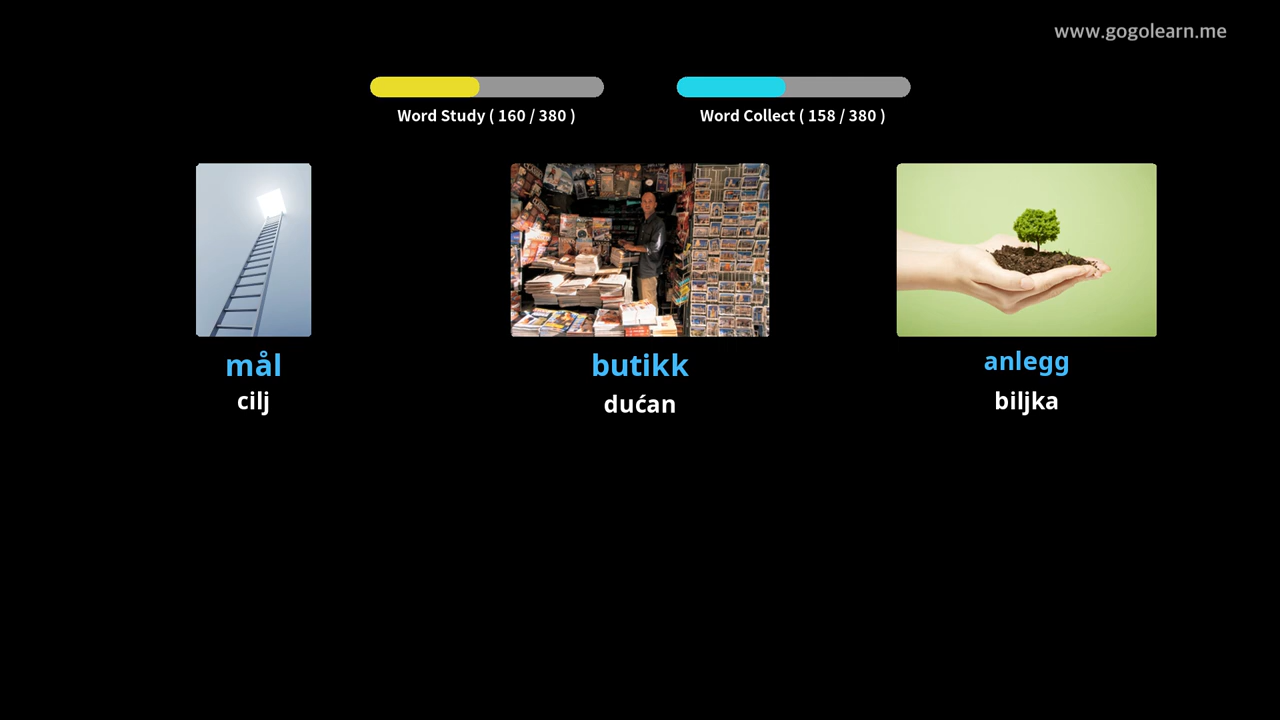 www.gogolearn.me
Word Study ( 160 / 380 )
Word Collect ( 158 / 380 )
mål
cilj
butikk
dućan
anlegg
biljka